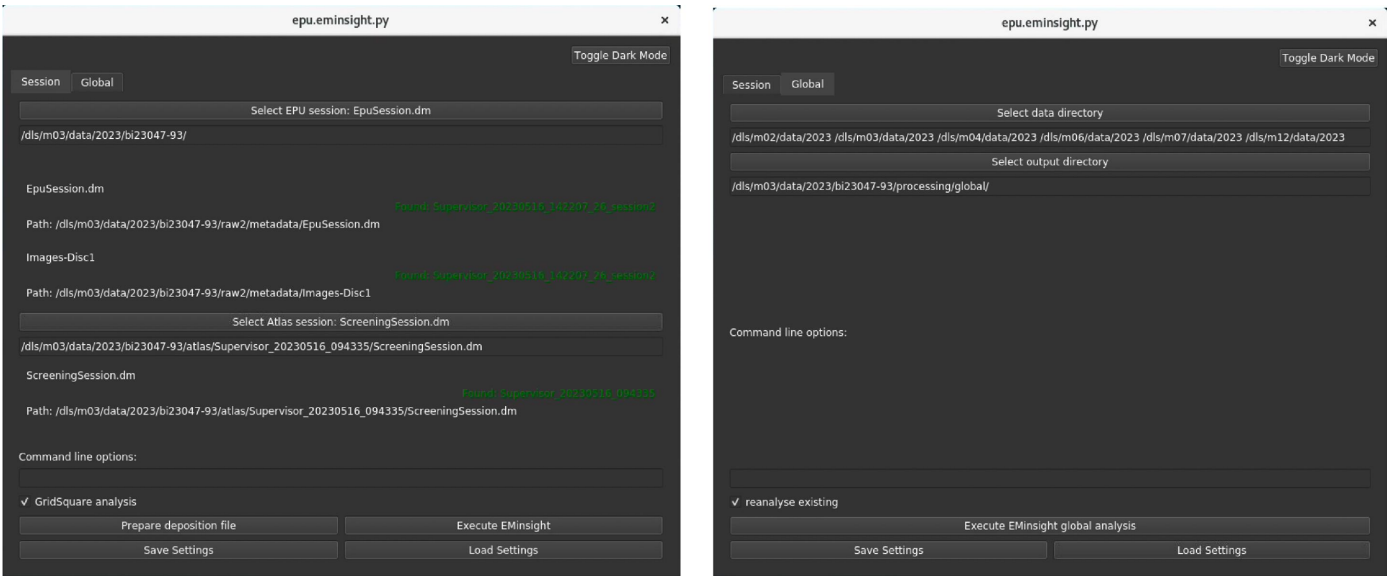 epu.eminsight.py
×
Toggle Dark Mode
Session
Global
Select EPU session: EpuSession.dm
/dls/m03/data/2023/bi23047-93/
EpuSession.dm
Found: Supervisor_20230516_142207_26_session2
Path: /dls/m03/data/2023/bi23047-93/raw2/metadata/EpuSession.dm
Images-Disc1
Found: Supervisor_20230516_142207_26_session2
Path: /dls/m03/data/2023/bi23047-93/raw2/metadata/Images-Disc1
Select Atlas session: ScreeningSession.dm
/dls/m03/data/2023/bi23047-93/atlas/Supervisor_20230516_094335/ScreeningSession.dm
ScreeningSession.dm
Found: Supervisor_20230516_094335
Path: /dls/m03/data/2023/bi23047-93/atlas/Supervisor_20230516_094335/ScreeningSession.dm
Command line options:
✓ GridSquare analysis
Prepare deposition file
Execute EMinsight
Save Settings
Load Settings
epu.eminsight.py
×
Toggle Dark Mode
Session
Global
Select data directory
/dls/m02/data/2023 /dls/m03/data/2023 /dls/m04/data/2023 /dls/m06/data/2023 /dls/m07/data/2023 /dls/m12/data/2023
Select output directory
/dls/m03/data/2023/bi23047-93/processing/global/
Command line options:
✓ reanalyse existing
Execute EMinsight global analysis
Save Settings
Load Settings